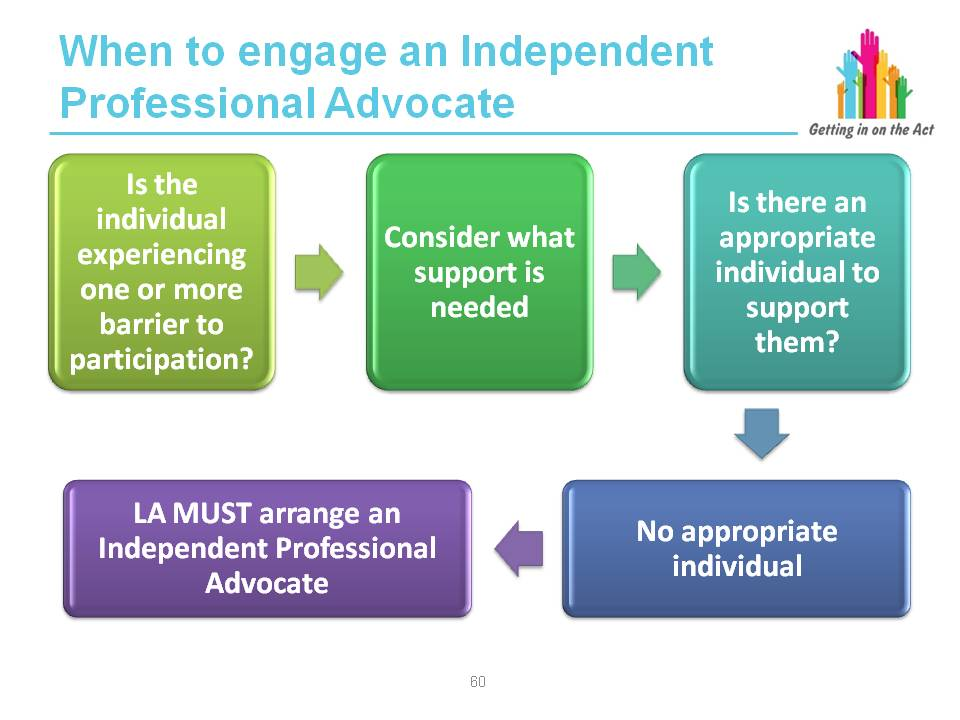 When to engage an Independent
Professional Advocate
Getting in on the Act
Is the
individual
experiencing
one or more
barrier to
participation?
Consider what
support is
needed
Is there an
appropriate
individual to
support
them?
No appropriate
individual
LA MUST arrange an
Independent Professional
Advocate
60